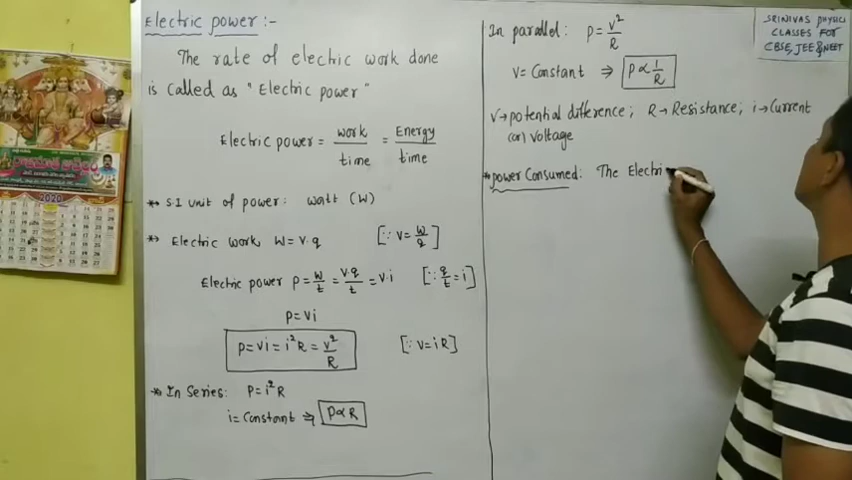 Electric power :-
The rate of electric work done
is called as "Electric power"
Electric power = work/time = Energy/time
** S.I unit of power: watt (W)
** Electric work W = V·q [∵ V = W/q]
Electric power P = W/t = V·q/t = V·i [∵ q/t = i]
P = Vi
P = Vi = i²R = V²/R [∵ V = iR]
** In Series: P = i²R
i = Constant ⇒ P ∝ R
In parallel: P = V²/R
V = Constant ⇒ P ∝ 1/R
V → potential difference; R → Resistance; i → Current
(or) Voltage
*power Consumed: The Electri
SRINIVAS PHYSICS
CLASSES FOR
CBSE, JEE & NEET
2020